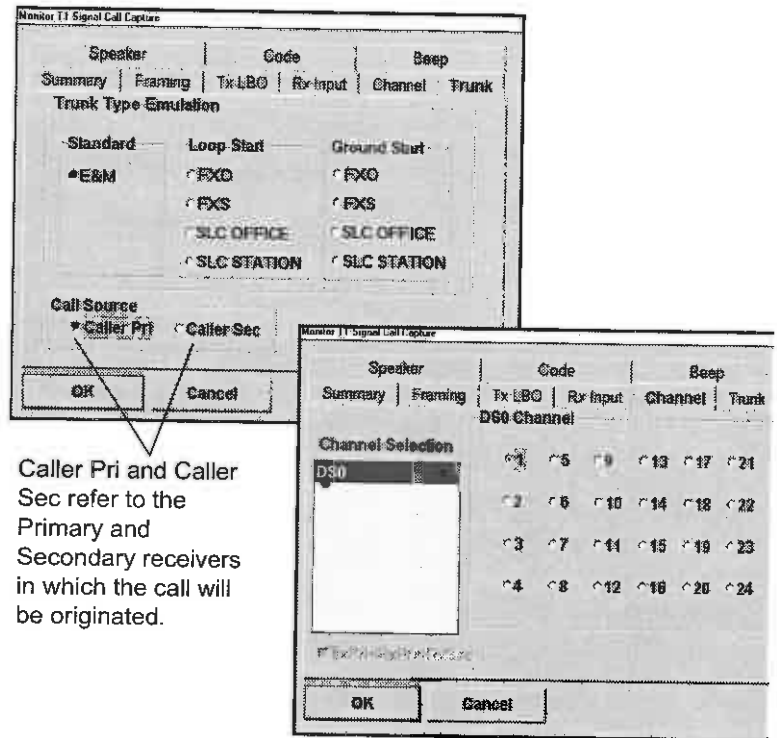 Monitor T1 Signal Call Capture
Speaker Code Beep
Summary Framing Tx LBO Rx Input Channel Trunk
Trunk Type Emulation
Standard Loop Start Ground Start
E&M FXO FXO
FXS FXS
SLC OFFICE SLC OFFICE
SLC STATION SLC STATION
Call Source
Caller Pri Caller Sec
OK Cancel
Caller Pri and Caller
Sec refer to the
Primary and
Secondary receivers
in which the call will
be originated.
Monitor T1 Signal Call Capture
Speaker Code Beep
Summary Framing Tx LBO Rx Input Channel Trunk
DS0 Channel
Channel Selection
DS0
1 5 9 13 17 21
2 6 10 14 18 22
3 7 11 15 19 23
4 8 12 16 20 24
OK Cancel